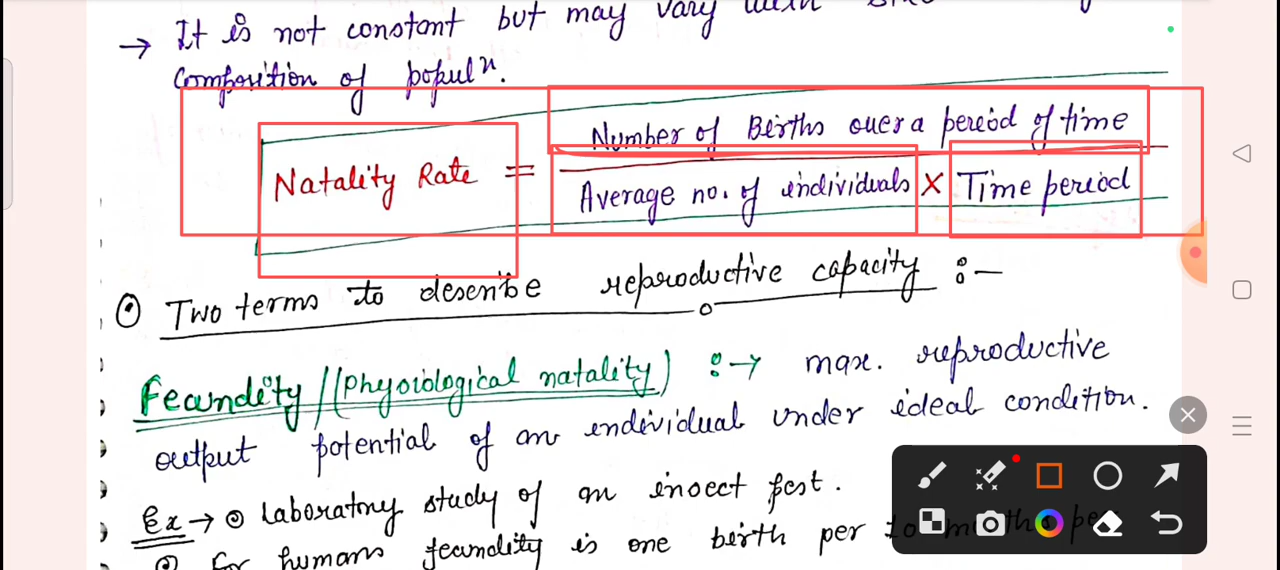 → It is not constant but may vary with
Composition of populⁿ.
Natality Rate = Number of Births over a period of time
Average no. of individuals × Time period
Two terms to describe reproductive capacity :-
Fecundity / (Physiological natality) :→ max. reproductive
output potential of an individual under ideal condition.
Ex → laboratory study of an insect pest.
For humans fecundity is one birth per